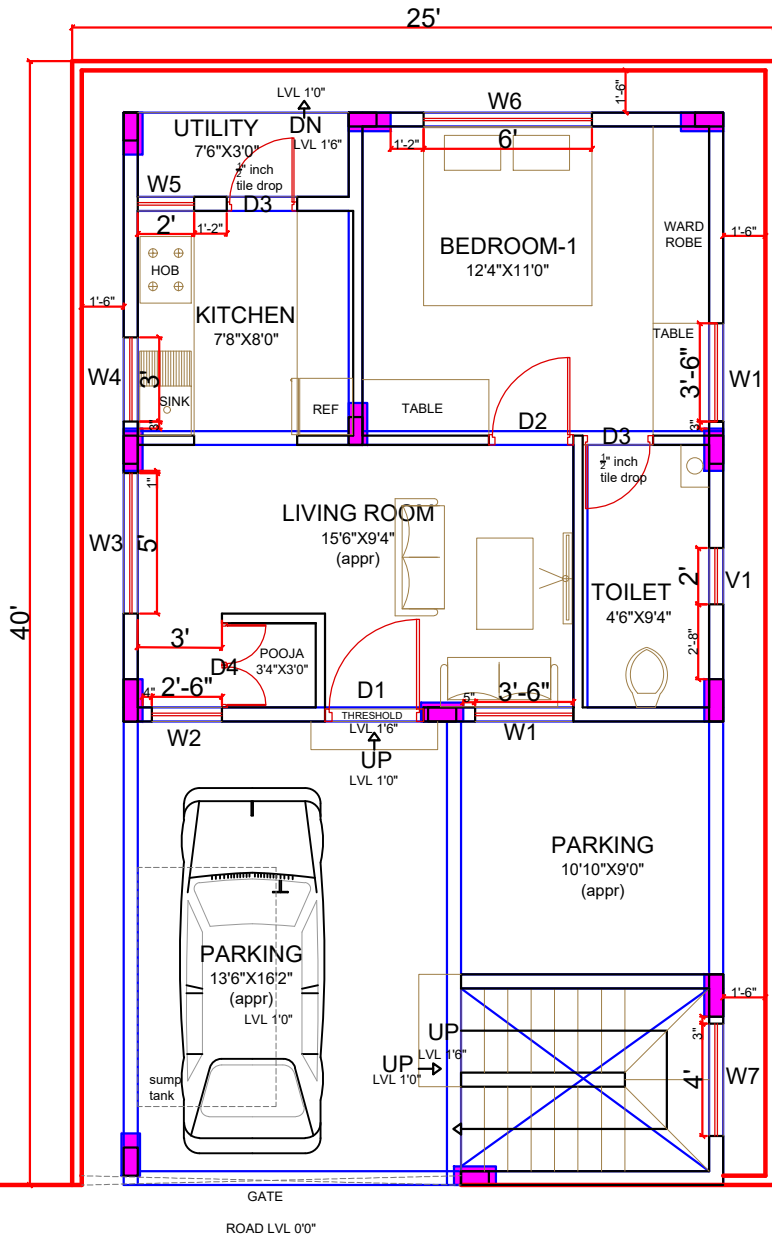 25'
LVL 1'0"
W6
1'-6"
UTILITY
DN
7'6"X3'0"
LVL 1'6"
1'-2"
6'
½" inch
tile drop
W5
D3
2'
1'-2"
WARD
ROBE
1'-6"
HOB
BEDROOM-1
12'4"X11'0"
1'-6"
KITCHEN
7'8"X8'0"
TABLE
W4
3'
3'-6"
W1
SINK
REF
TABLE
3"
3"
D2
D3
½" inch
tile drop
1"
LIVING ROOM
15'6"X9'4"
(appr)
W3
5'
2'
V1
TOILET
4'6"X9'4"
40'
3'
POOJA
3'4"X3'0"
2'-8"
D4
4"
2'-6"
D1
5"
3'-6"
THRESHOLD
W2
LVL 1'6"
W1
UP
LVL 1'0"
PARKING
10'10"X9'0"
(appr)
PARKING
13'6"X16'2"
(appr)
LVL 1'0"
1'-6"
3"
UP
LVL 1'6"
UP
LVL 1'0"
4'
W7
sump
tank
GATE
ROAD LVL 0'0"